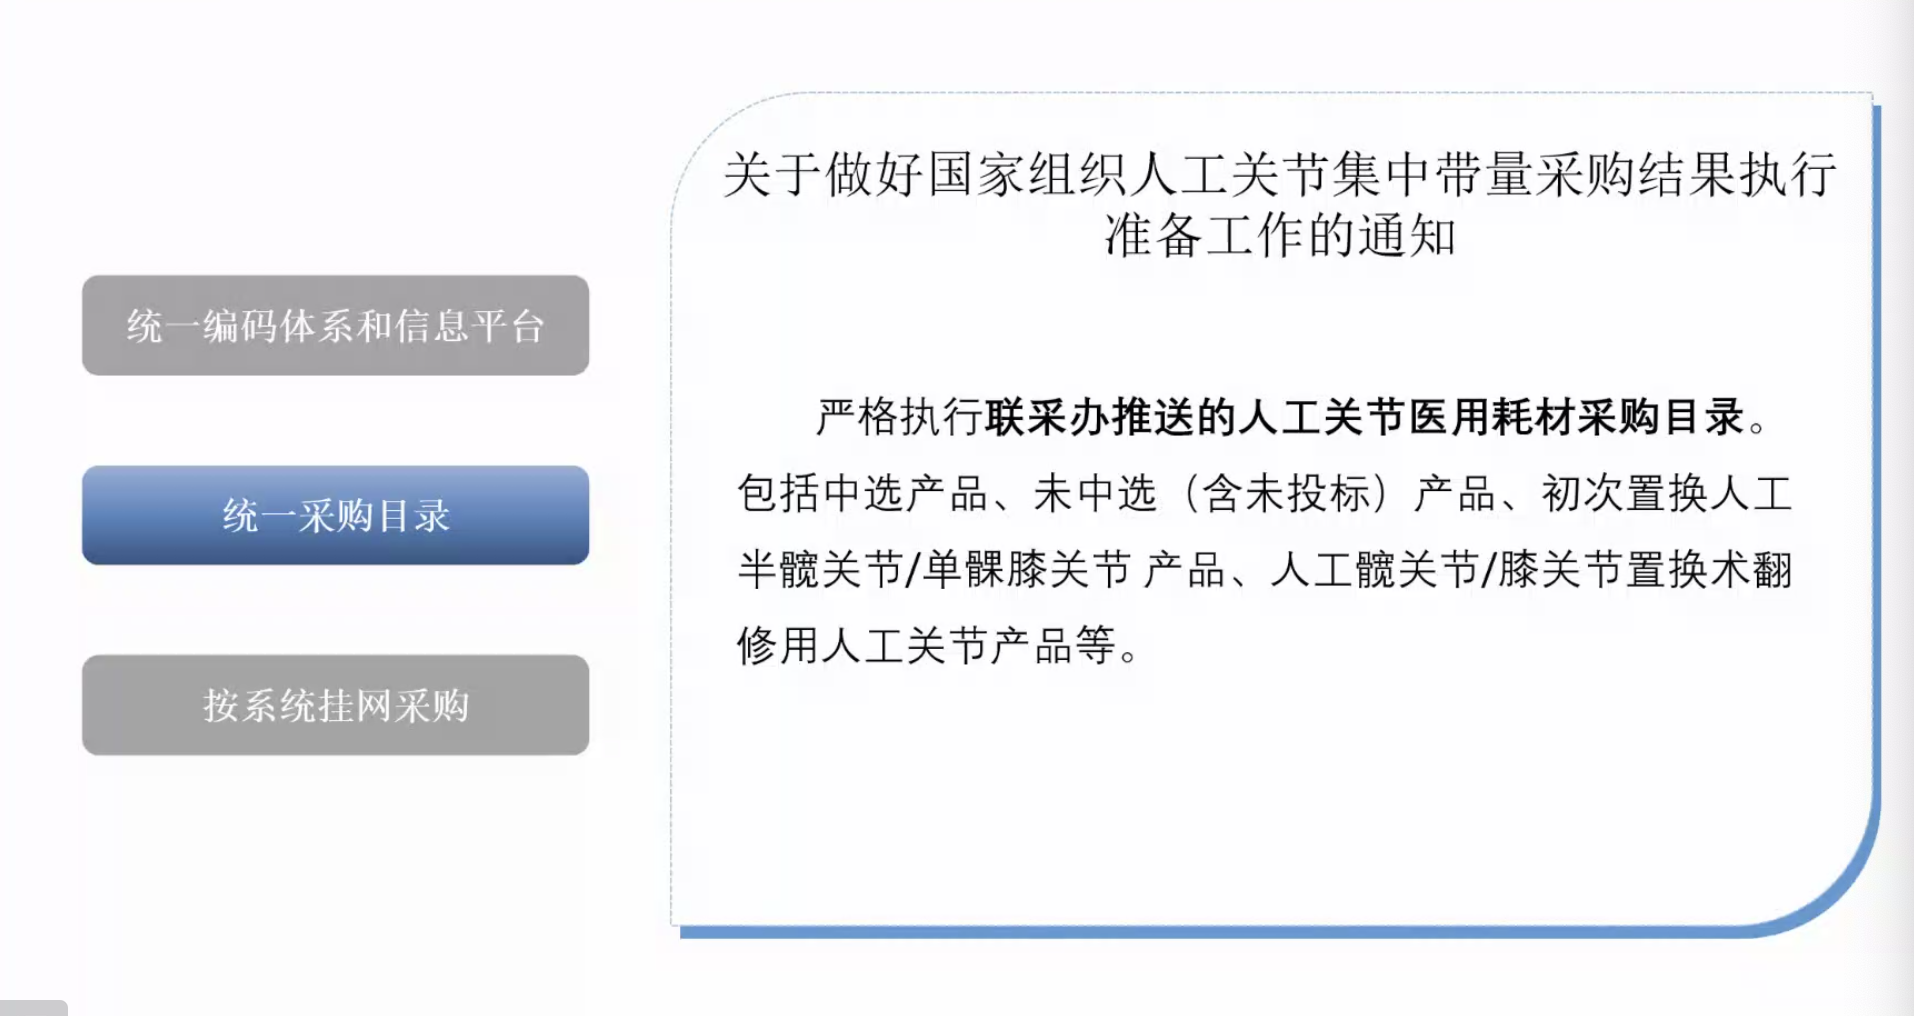 统一编码体系和信息平台
统一采购目录
按系统挂网采购
关于做好国家组织人工关节集中带量采购结果执行
准备工作的通知
严格执行联采办推送的人工关节医用耗材采购目录。
包括中选产品、未中选（含未投标）产品、初次置换人工
半髋关节/单髁膝关节 产品、人工髋关节/膝关节置换术翻
修用人工关节产品等。